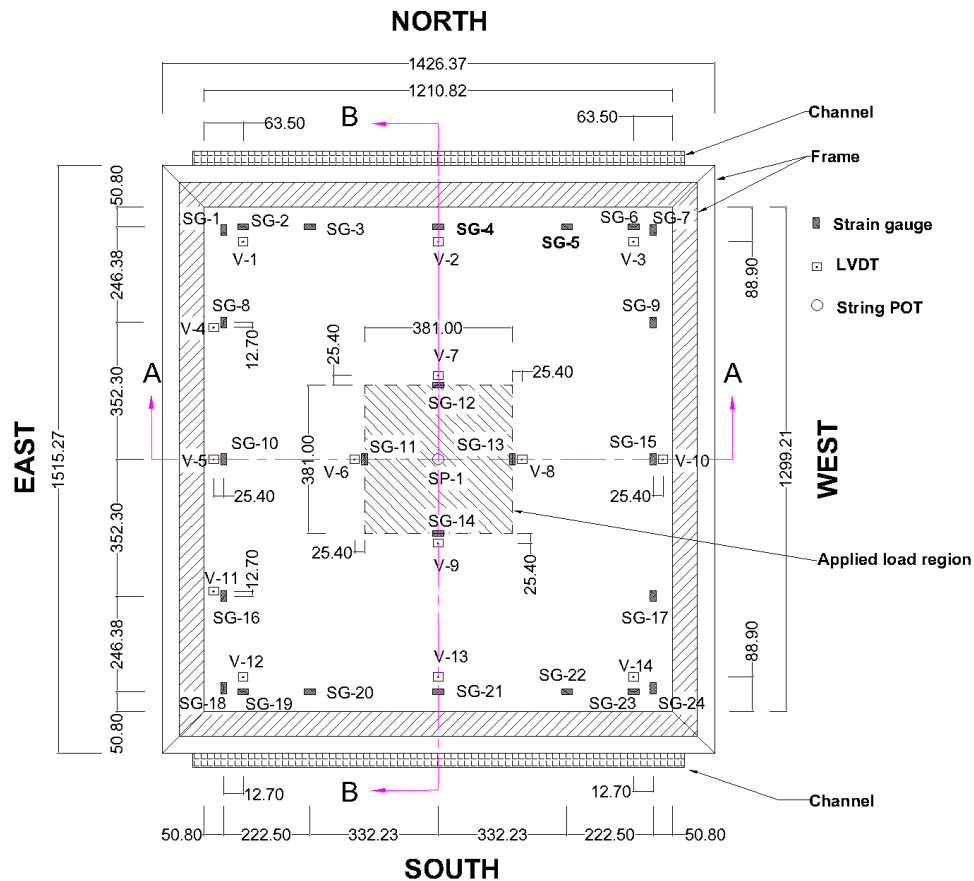 NORTH
1426.37
1210.82
63.50
B
63.50
Channel
Frame
50.80
SG-1
SG-2
SG-3
SG-4
SG-5
SG-6
SG-7
Strain gauge
V-1
V-2
V-3
LVDT
246.38
88.90
String POT
SG-8
SG-9
V-4
12.70
381.00
25.40
V-7
25.40
A
A
352.30
SG-12
EAST
1515.27
V-5
SG-10
SG-11
V-6
381.00
SP-1
SG-13
V-8
SG-15
V-10
WEST
1299.21
25.40
25.40
352.30
SG-14
25.40
V-9
25.40
Applied load region
V-11
12.70
SG-16
SG-17
246.38
V-12
V-13
V-14
88.90
SG-18
SG-19
SG-20
SG-21
SG-22
SG-23
SG-24
50.80
12.70
B
12.70
Channel
50.80
222.50
332.23
332.23
222.50
50.80
SOUTH